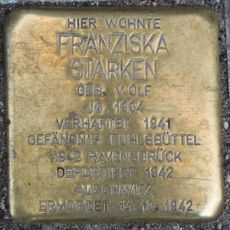 HIER WOHNTE
FRANZISKA
STARKEN
GEB. WOLF
JG. 1904
VERHAFTET 1941
GEFÄNGNIS FUHLSBÜTTEL
1942 RAVENSBRÜCK
DEPORTIERT 1942
AUSCHWITZ
ERMORDET 14.10.1942